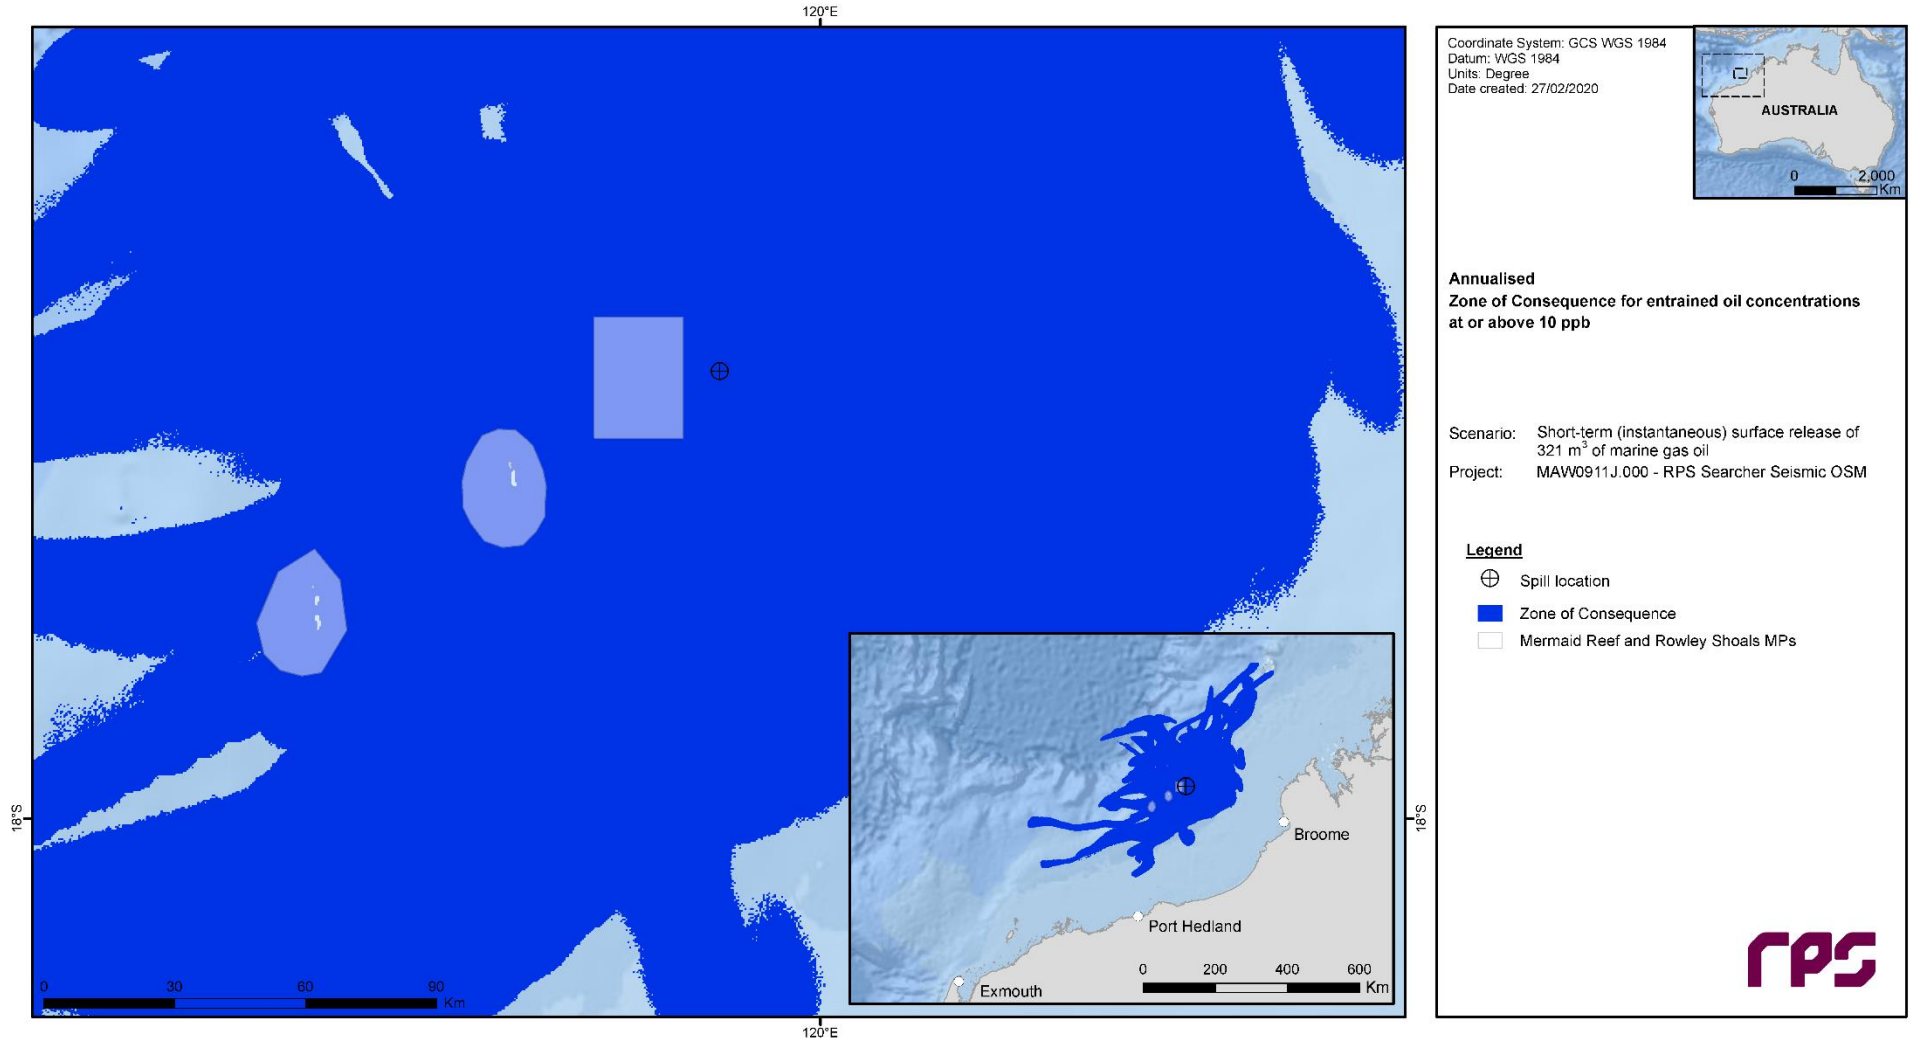 120°E
18°S
18°S
0 30 60 90
Km
120°E
Broome
Port Hedland
Exmouth
0 200 400 600
Km
Coordinate System: GCS WGS 1984
Datum: WGS 1984
Units: Degree
Date created: 27/02/2020
AUSTRALIA
0 2,000
Km
Annualised
Zone of Consequence for entrained oil concentrations
at or above 10 ppb
Scenario: Short-term (instantaneous) surface release of
321 m³ of marine gas oil
Project: MAW0911J.000 - RPS Searcher Seismic OSM
Legend
Spill location
Zone of Consequence
Mermaid Reef and Rowley Shoals MPs
rps